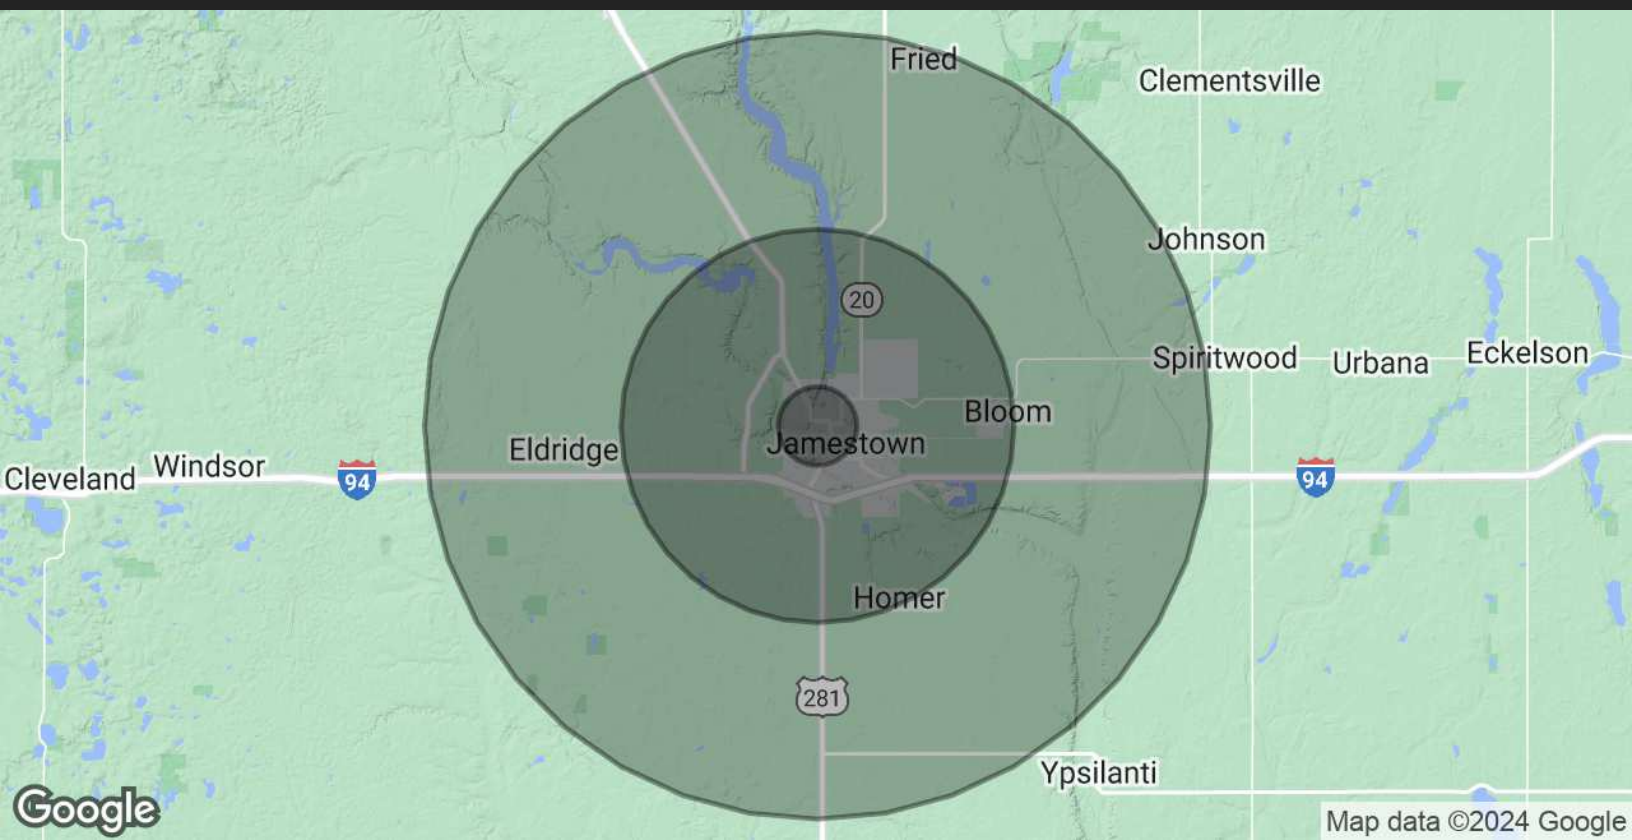 Fried
Clementsville
Johnson
20
Spiritwood
Urbana
Eckelson
Bloom
Jamestown
Eldridge
Windsor
Cleveland
94
94
Homer
281
Ypsilanti
Google
Map data ©2024 Google